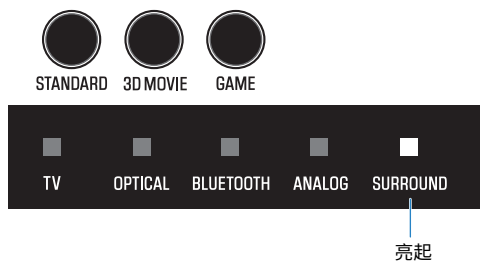 STANDARD 3D MOVIE GAME
TV OPTICAL BLUETOOTH ANALOG SURROUND
亮起